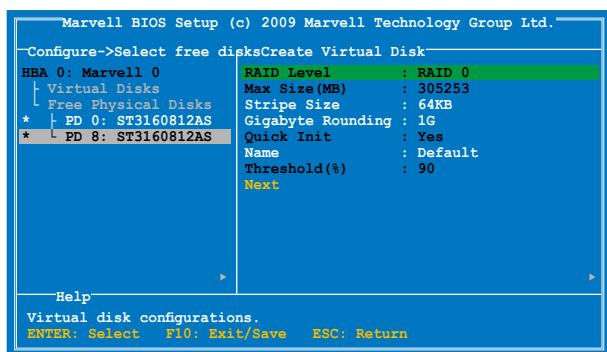 Marvell BIOS Setup (c) 2009 Marvell Technology Group Ltd.
Configure->Select free disksCreate Virtual Disk
HBA 0: Marvell 0
Virtual Disks
Free Physical Disks
* PD 0: ST3160812AS
* PD 8: ST3160812AS
RAID Level : RAID 0
Max Size(MB) : 305253
Stripe Size : 64KB
Gigabyte Rounding : 1G
Quick Init : Yes
Name : Default
Threshold(%) : 90
Next
Help
Virtual disk configurations.
ENTER: Select F10: Exit/Save ESC: Return